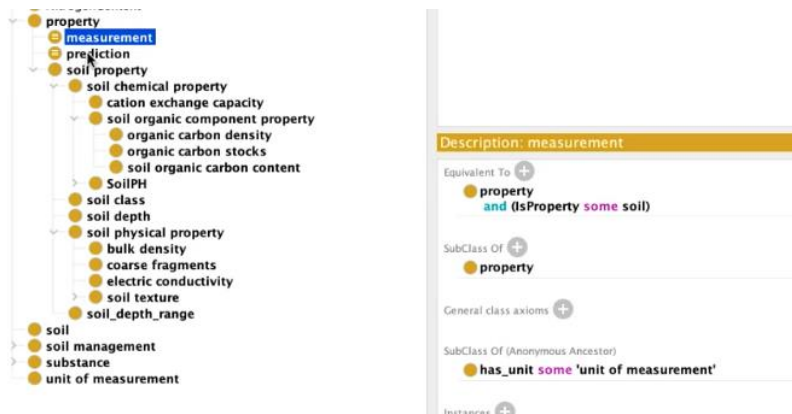 property
measurement
prediction
soil property
soil chemical property
cation exchange capacity
soil organic component property
organic carbon density
organic carbon stocks
soil organic carbon content
SoilPH
soil class
soil depth
soil physical property
bulk density
coarse fragments
electric conductivity
soil texture
soil_depth_range
soil
soil management
substance
unit of measurement
Description: measurement
Equivalent To
property
and (IsProperty some soil)
SubClass Of
property
General class axioms
SubClass Of (Anonymous Ancestor)
has_unit some 'unit of measurement'
Instances